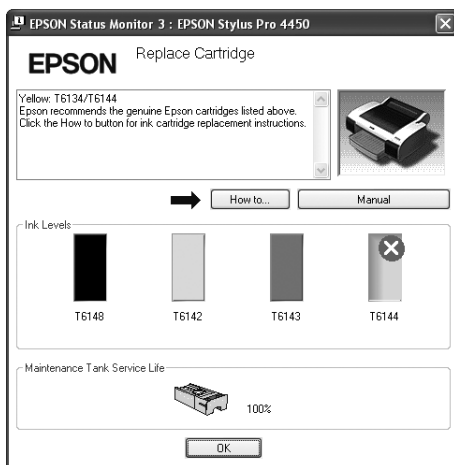 EPSON Status Monitor 3 : EPSON Stylus Pro 4450
EPSON
Replace Cartridge
Yellow: T6134/T6144
Epson recommends the genuine Epson cartridges listed above.
Click the How to button for ink cartridge replacement instructions.
How to...
Manual
Ink Levels
T6148
T6142
T6143
T6144
Maintenance Tank Service Life
100%
OK